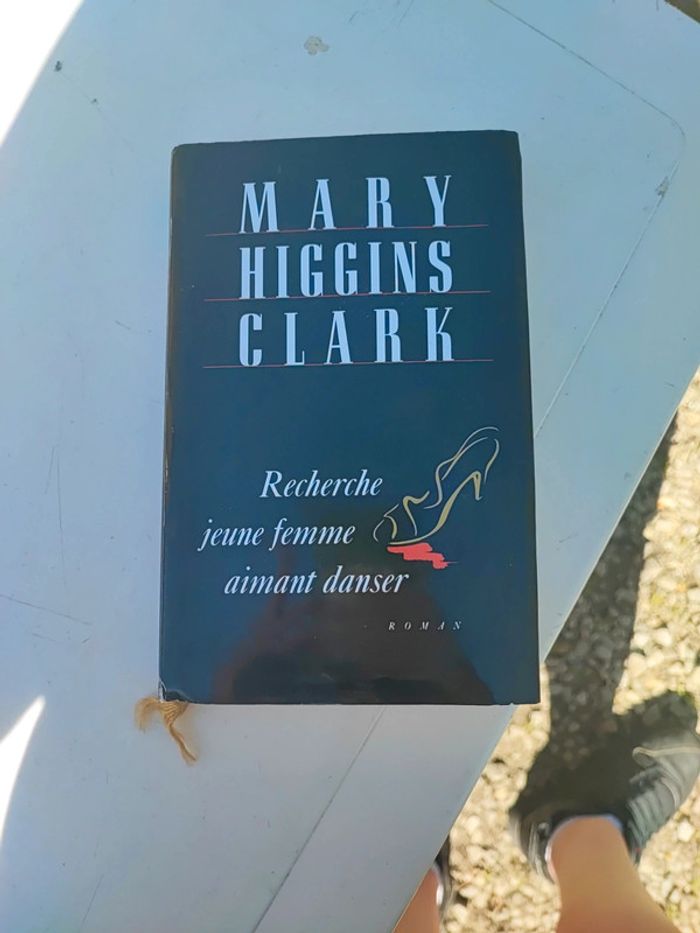 MARY
HIGGINS
CLARK
Recherche
jeune femme
aimant danser
ROMAN